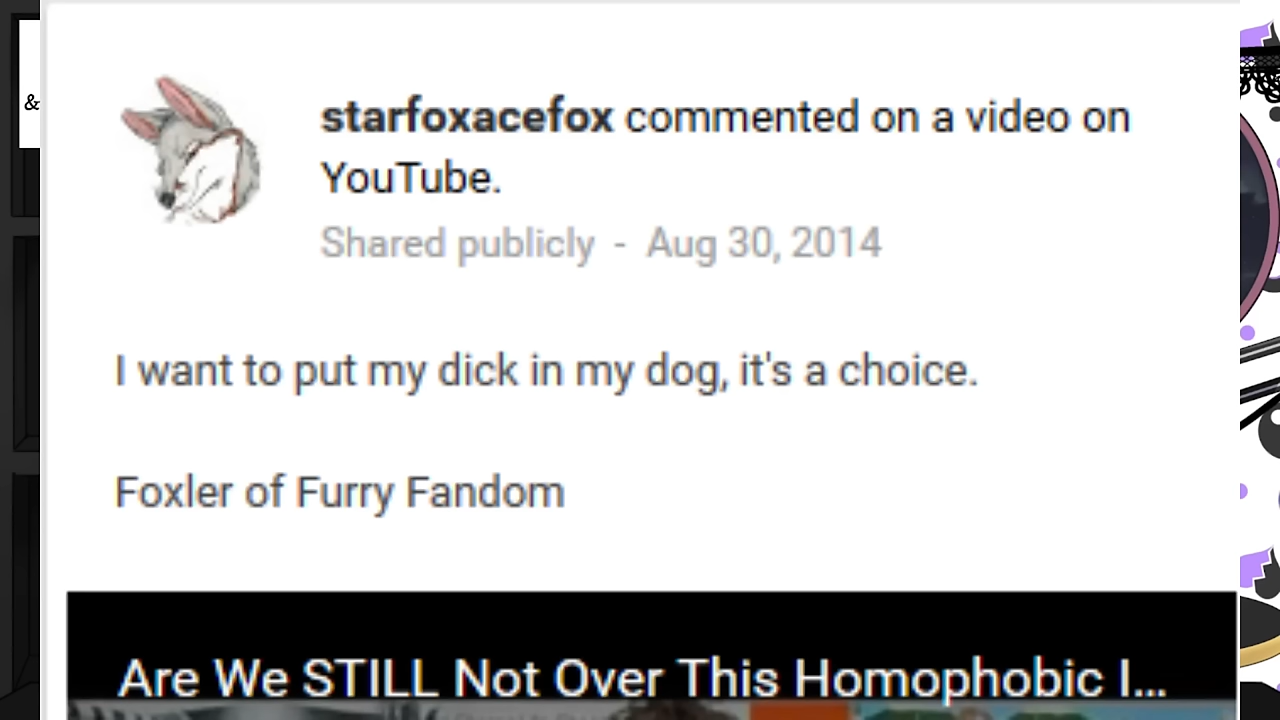 &
starfoxacefox commented on a video on
YouTube.
Shared publicly - Aug 30, 2014
I want to put my dick in my dog, it's a choice.
Foxler of Furry Fandom
Are We STILL Not Over This Homophobic I...